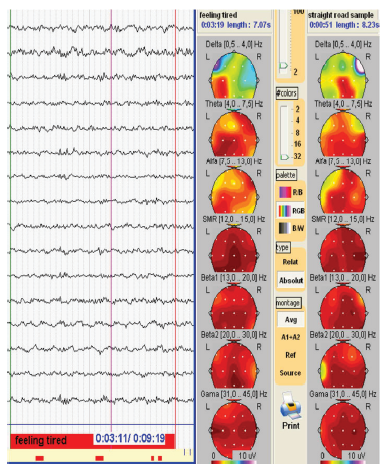 feeling tired
0:03:19 length: 7.07s
Delta [0,5 .. 4,0] Hz
L R
Theta [4,0 .. 7,5] Hz
L R
Alfa [7,5 .. 13,0] Hz
L R
SMR [12,0 .. 15,0] Hz
L R
Beta1 [13,0 .. 20,0] Hz
L R
Beta2 [20,0 .. 30,0] Hz
L R
Gama [31,0 .. 45,0] Hz
L R
0 10 uV
100
2
#colors
2
4
8
16
32
palette
R/B
RGB
B/W
type
Relat
Absolut
montage
Avg
A1+A2
Ref
Source
Print
straight read sample
0:00:51 length: 8.23s
Delta [0,5 .. 4,0] Hz
L R
Theta [4,0 .. 7,5] Hz
L R
Alfa [7,5 .. 13,0] Hz
L R
SMR [12,0 .. 15,0] Hz
L R
Beta1 [13,0 .. 20,0] Hz
L R
Beta2 [20,0 .. 30,0] Hz
L R
Gama [31,0 .. 45,0] Hz
L R
0 10 uV
feeling tired 0:03:11/ 0:09:19